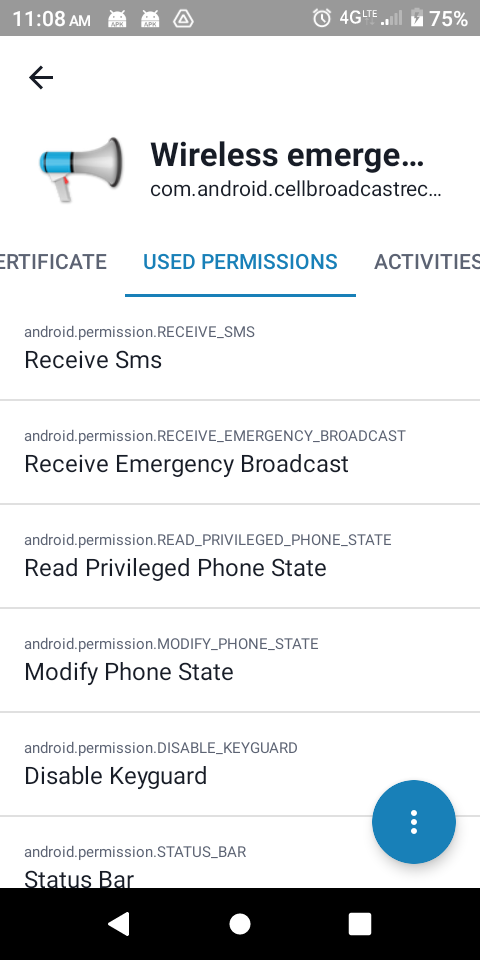 11:08 AM APK APK 4G LTE 75%
Wireless emerge…
com.android.cellbroadcastrec…
ERTIFICATE USED PERMISSIONS ACTIVITIES
android.permission.RECEIVE_SMS
Receive Sms
android.permission.RECEIVE_EMERGENCY_BROADCAST
Receive Emergency Broadcast
android.permission.READ_PRIVILEGED_PHONE_STATE
Read Privileged Phone State
android.permission.MODIFY_PHONE_STATE
Modify Phone State
android.permission.DISABLE_KEYGUARD
Disable Keyguard
android.permission.STATUS_BAR
Status Bar